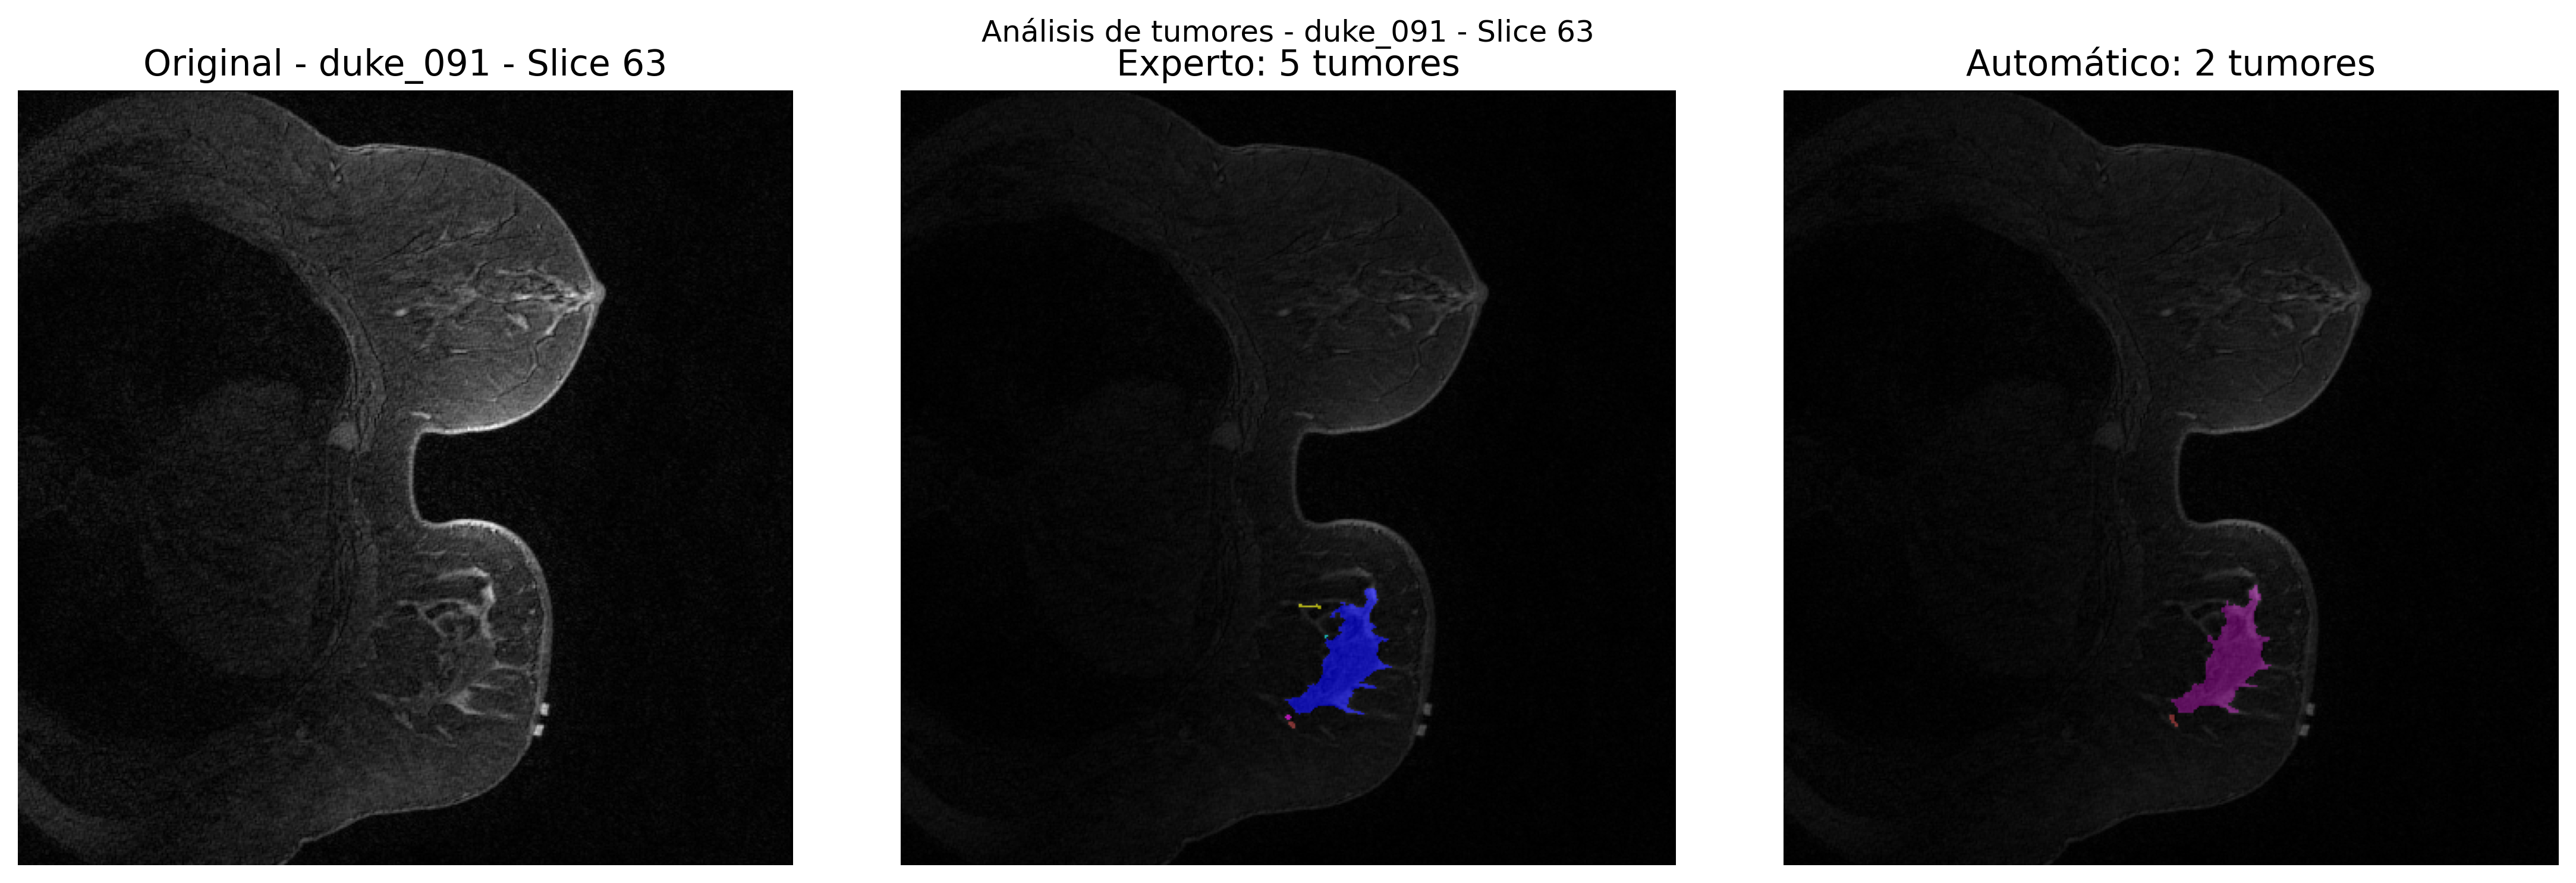 Análisis de tumores - duke_091 - Slice 63
Original - duke_091 - Slice 63
Experto: 5 tumores
Automático: 2 tumores